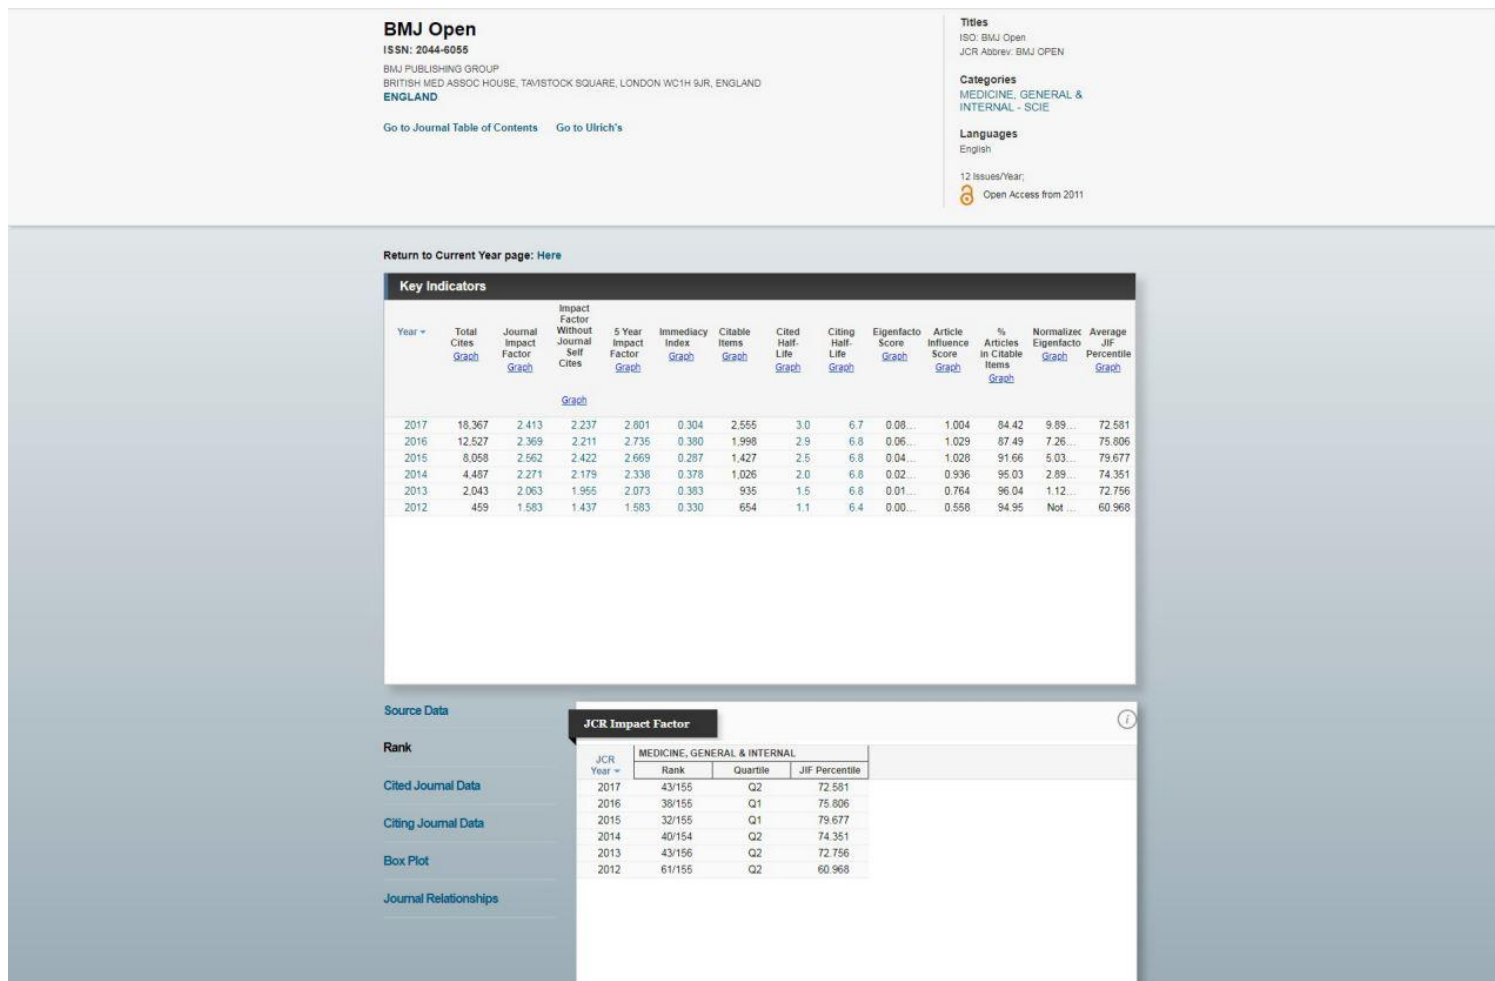 BMJ Open
ISSN: 2044-6055
BMJ PUBLISHING GROUP
BRITISH MED ASSOC HOUSE, TAVISTOCK SQUARE, LONDON WC1H 9JR, ENGLAND
ENGLAND
Go to Journal Table of Contents Go to Ulrich's
Titles
ISO: BMJ Open
JCR Abbrev: BMJ OPEN
Categories
MEDICINE, GENERAL &
INTERNAL - SCIE
Languages
English
12 Issues/Year;
Open Access from 2011
Return to Current Year page: Here
Key Indicators
Year Total Cites Graph Journal Impact Factor Graph Impact Factor Without Journal Self Cites Graph 5 Year Impact Factor Graph Immediacy Index Graph Citable Items Graph Cited Half-Life Graph Citing Half-Life Graph Eigenfacto Score Graph Article Influence Score Graph % Articles in Citable Items Graph Normalized Eigenfacto Graph Average JIF Percentile Graph
2017 18,367 2.413 2.237 2.801 0.304 2,555 3.0 6.7 0.08... 1.004 84.42 9.89... 72.581
2016 12,527 2.369 2.211 2.735 0.380 1,998 2.9 6.8 0.06... 1.029 87.49 7.26... 75.806
2015 8,058 2.562 2.422 2.669 0.287 1,427 2.5 6.8 0.04... 1.028 91.66 5.03... 79.677
2014 4,487 2.271 2.179 2.338 0.378 1,026 2.0 6.8 0.02... 0.936 95.03 2.89... 74.351
2013 2,043 2.063 1.955 2.073 0.383 935 1.5 6.8 0.01... 0.764 96.04 1.12... 72.756
2012 459 1.583 1.437 1.583 0.330 654 1.1 6.4 0.00... 0.558 94.95 Not ... 60.968
Source Data
Rank
Cited Journal Data
Citing Journal Data
Box Plot
Journal Relationships
JCR Impact Factor
i
JCR Year MEDICINE, GENERAL & INTERNAL
Rank Quartile JIF Percentile
2017 43/155 Q2 72.581
2016 38/155 Q1 75.806
2015 32/155 Q1 79.677
2014 40/154 Q2 74.351
2013 43/156 Q2 72.756
2012 61/155 Q2 60.968